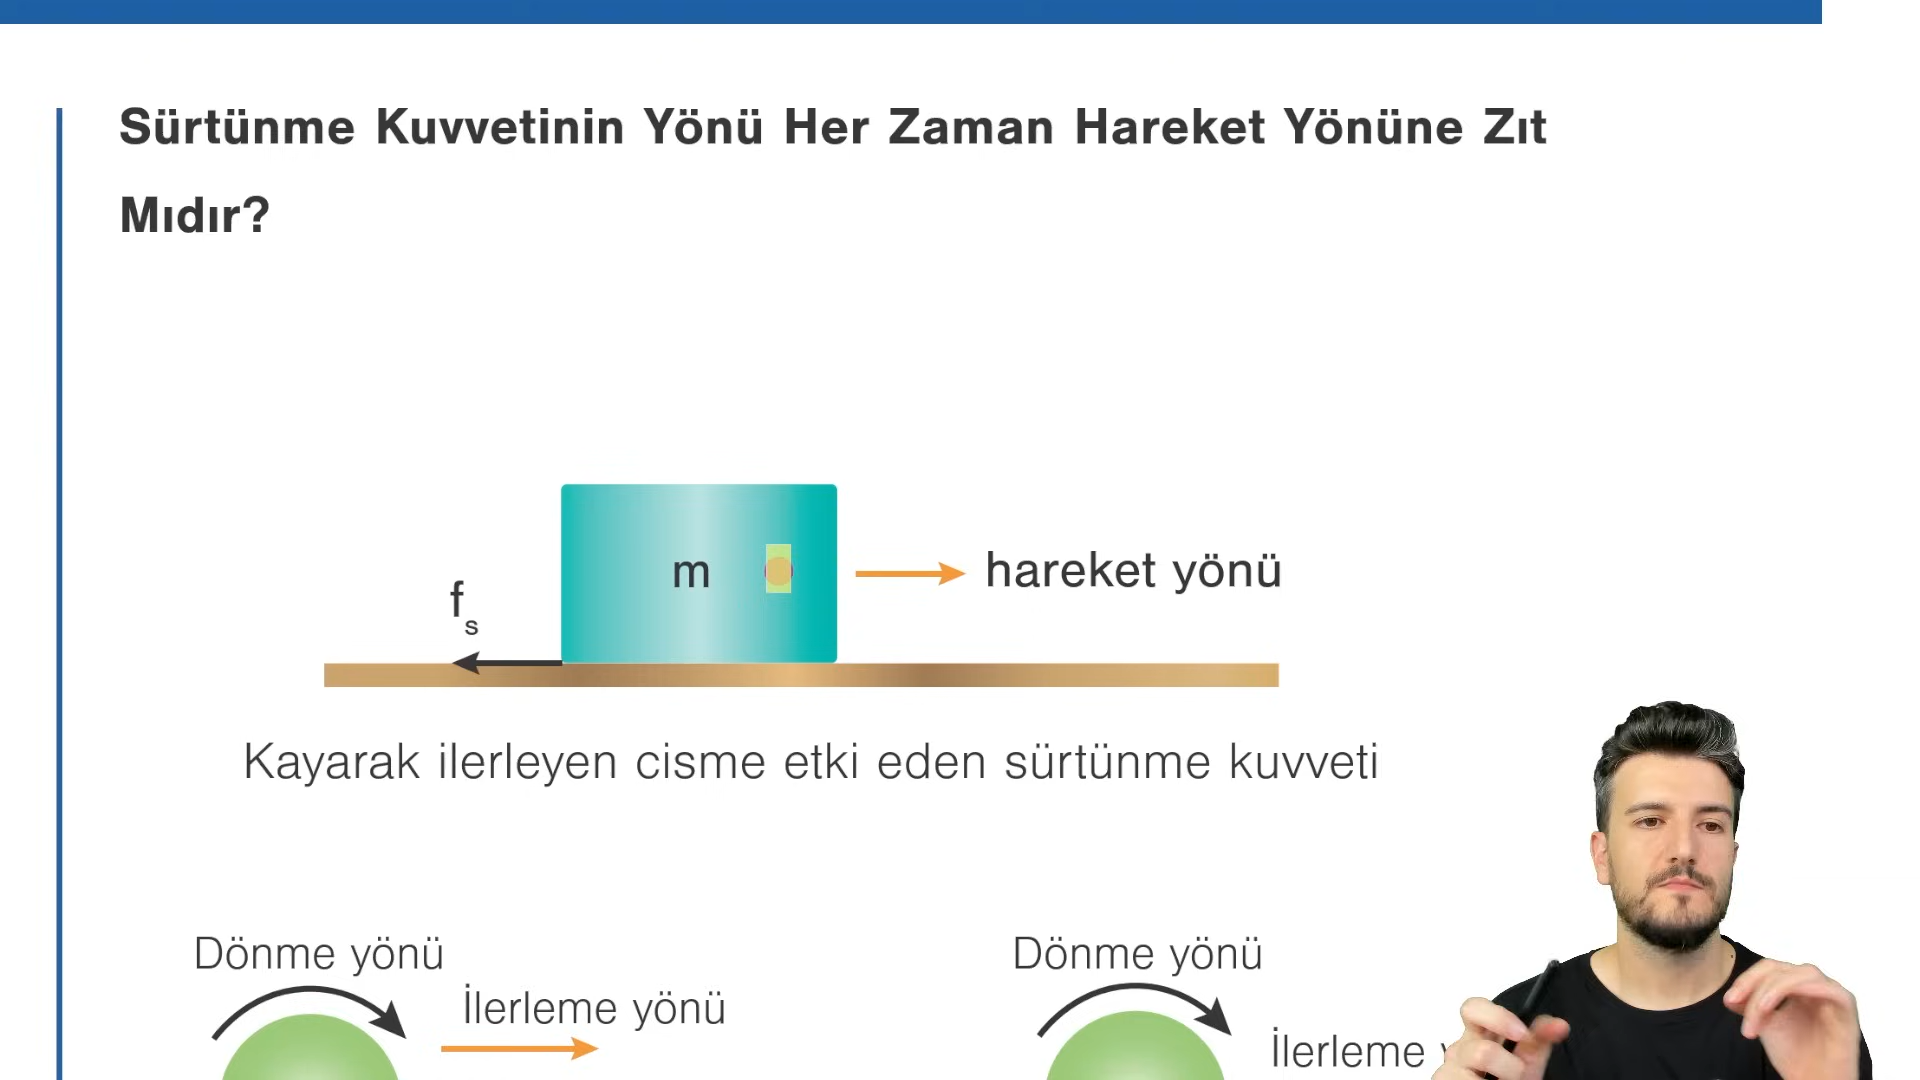 Sürtünme Kuvvetinin Yönü Her Zaman Hareket Yönüne Zıt
Mıdır?
m
hareket yönü
fs
Kayarak ilerleyen cisme etki eden sürtünme kuvveti
Dönme yönü
İlerleme yönü
Dönme yönü
İlerleme